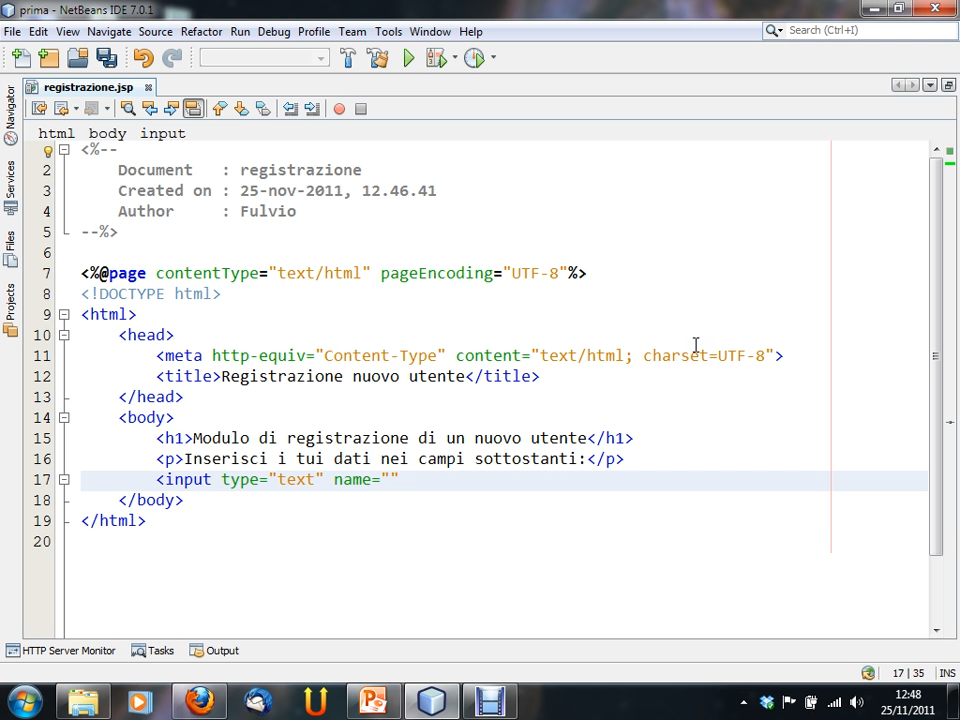 prima - NetBeans IDE 7.0.1
File Edit View Navigate Source Refactor Run Debug Profile Team Tools Window Help
Search (Ctrl+I)
registrazione.jsp
Navigator
Services
Files
Projects
html body input
<%--
2 Document : registrazione
3 Created on : 25-nov-2011, 12.46.41
4 Author : Fulvio
5 --%>
6
7 <%@page contentType="text/html" pageEncoding="UTF-8"%>
8 <!DOCTYPE html>
9 <html>
10 <head>
11 <meta http-equiv="Content-Type" content="text/html; charset=UTF-8">
12 <title>Registrazione nuovo utente</title>
13 </head>
14 <body>
15 <h1>Modulo di registrazione di un nuovo utente</h1>
16 <p>Inserisci i tui dati nei campi sottostanti:</p>
17 <input type="text" name=""
18 </body>
19 </html>
20
HTTP Server Monitor Tasks Output
17 | 35 INS
12:48
25/11/2011